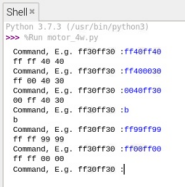 Shell ×
Python 3.7.3 (/usr/bin/python3)
>>> %Run motor_4w.py
Command, E.g. ff30ff30 :ff40ff40
ff ff 40 40
Command, E.g. ff30ff30 :ff400030
ff 00 40 30
Command, E.g. ff30ff30 :0040ff30
00 ff 40 30
Command, E.g. ff30ff30 :b
b
Command, E.g. ff30ff30 :ff99ff99
ff ff 99 99
Command, E.g. ff30ff30 :ff00ff00
ff ff 00 00
Command, E.g. ff30ff30 :